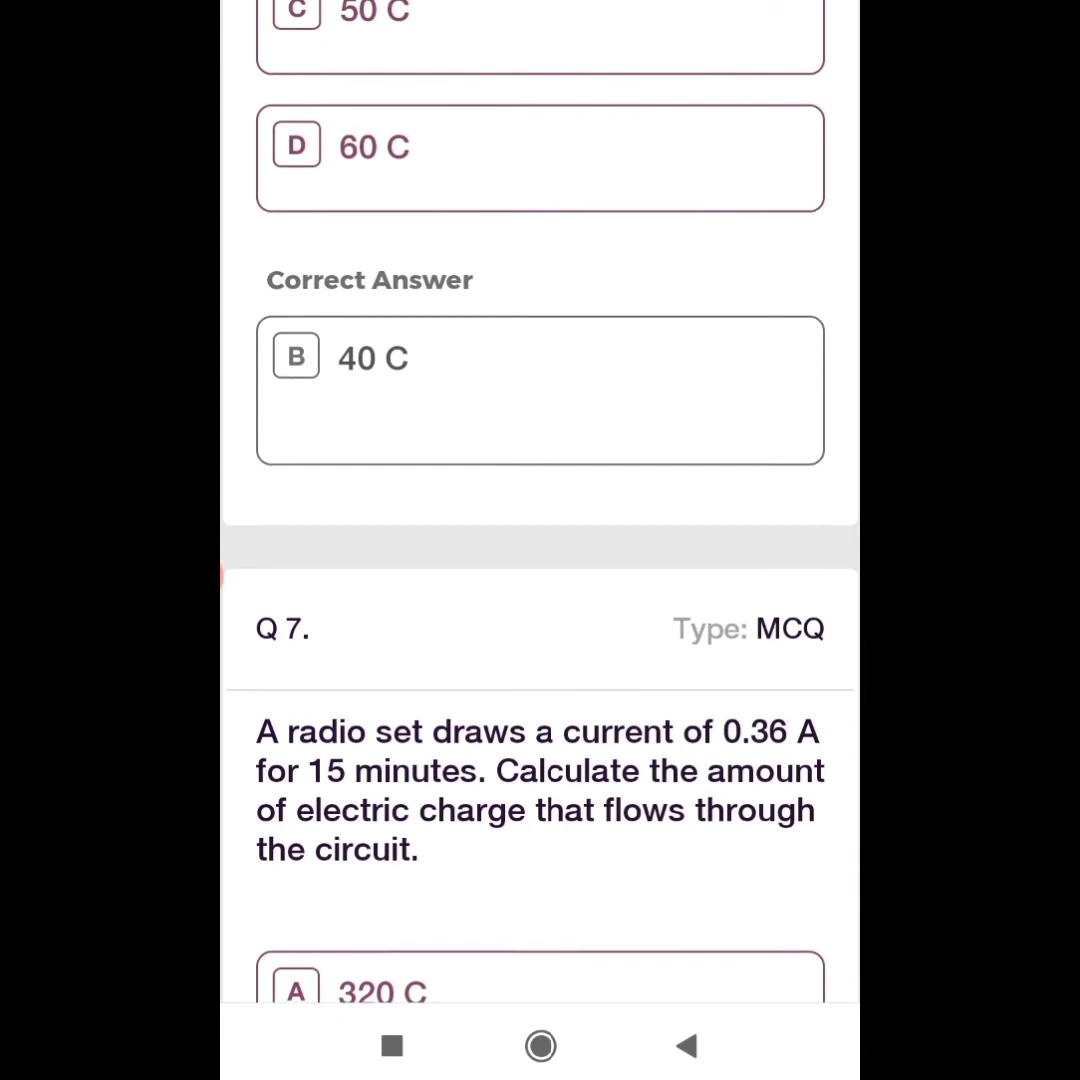 C 50 C
D 60 C
Correct Answer
B 40 C
Q 7. Type: MCQ
A radio set draws a current of 0.36 A
for 15 minutes. Calculate the amount
of electric charge that flows through
the circuit.
A 320 C